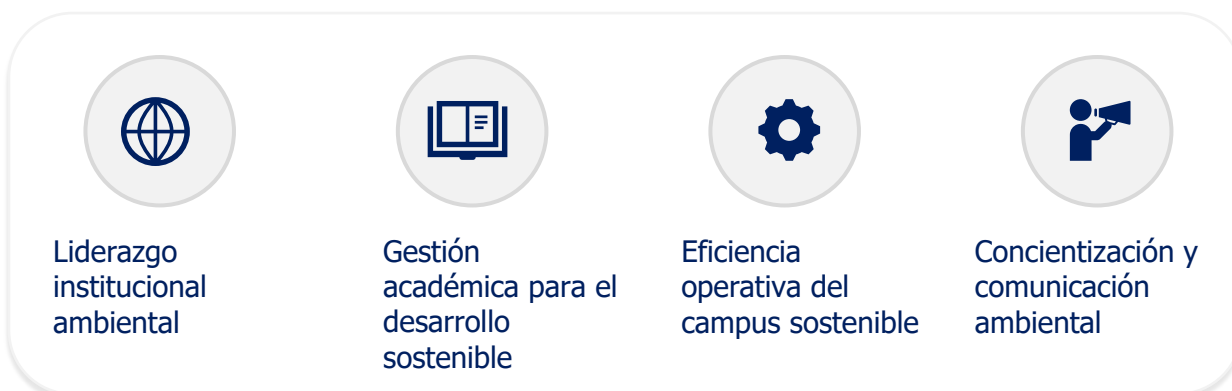 Liderazgo
institucional
ambiental
Gestión
académica para el
desarrollo
sostenible
Eficiencia
operativa del
campus sostenible
Concientización y
comunicación
ambiental